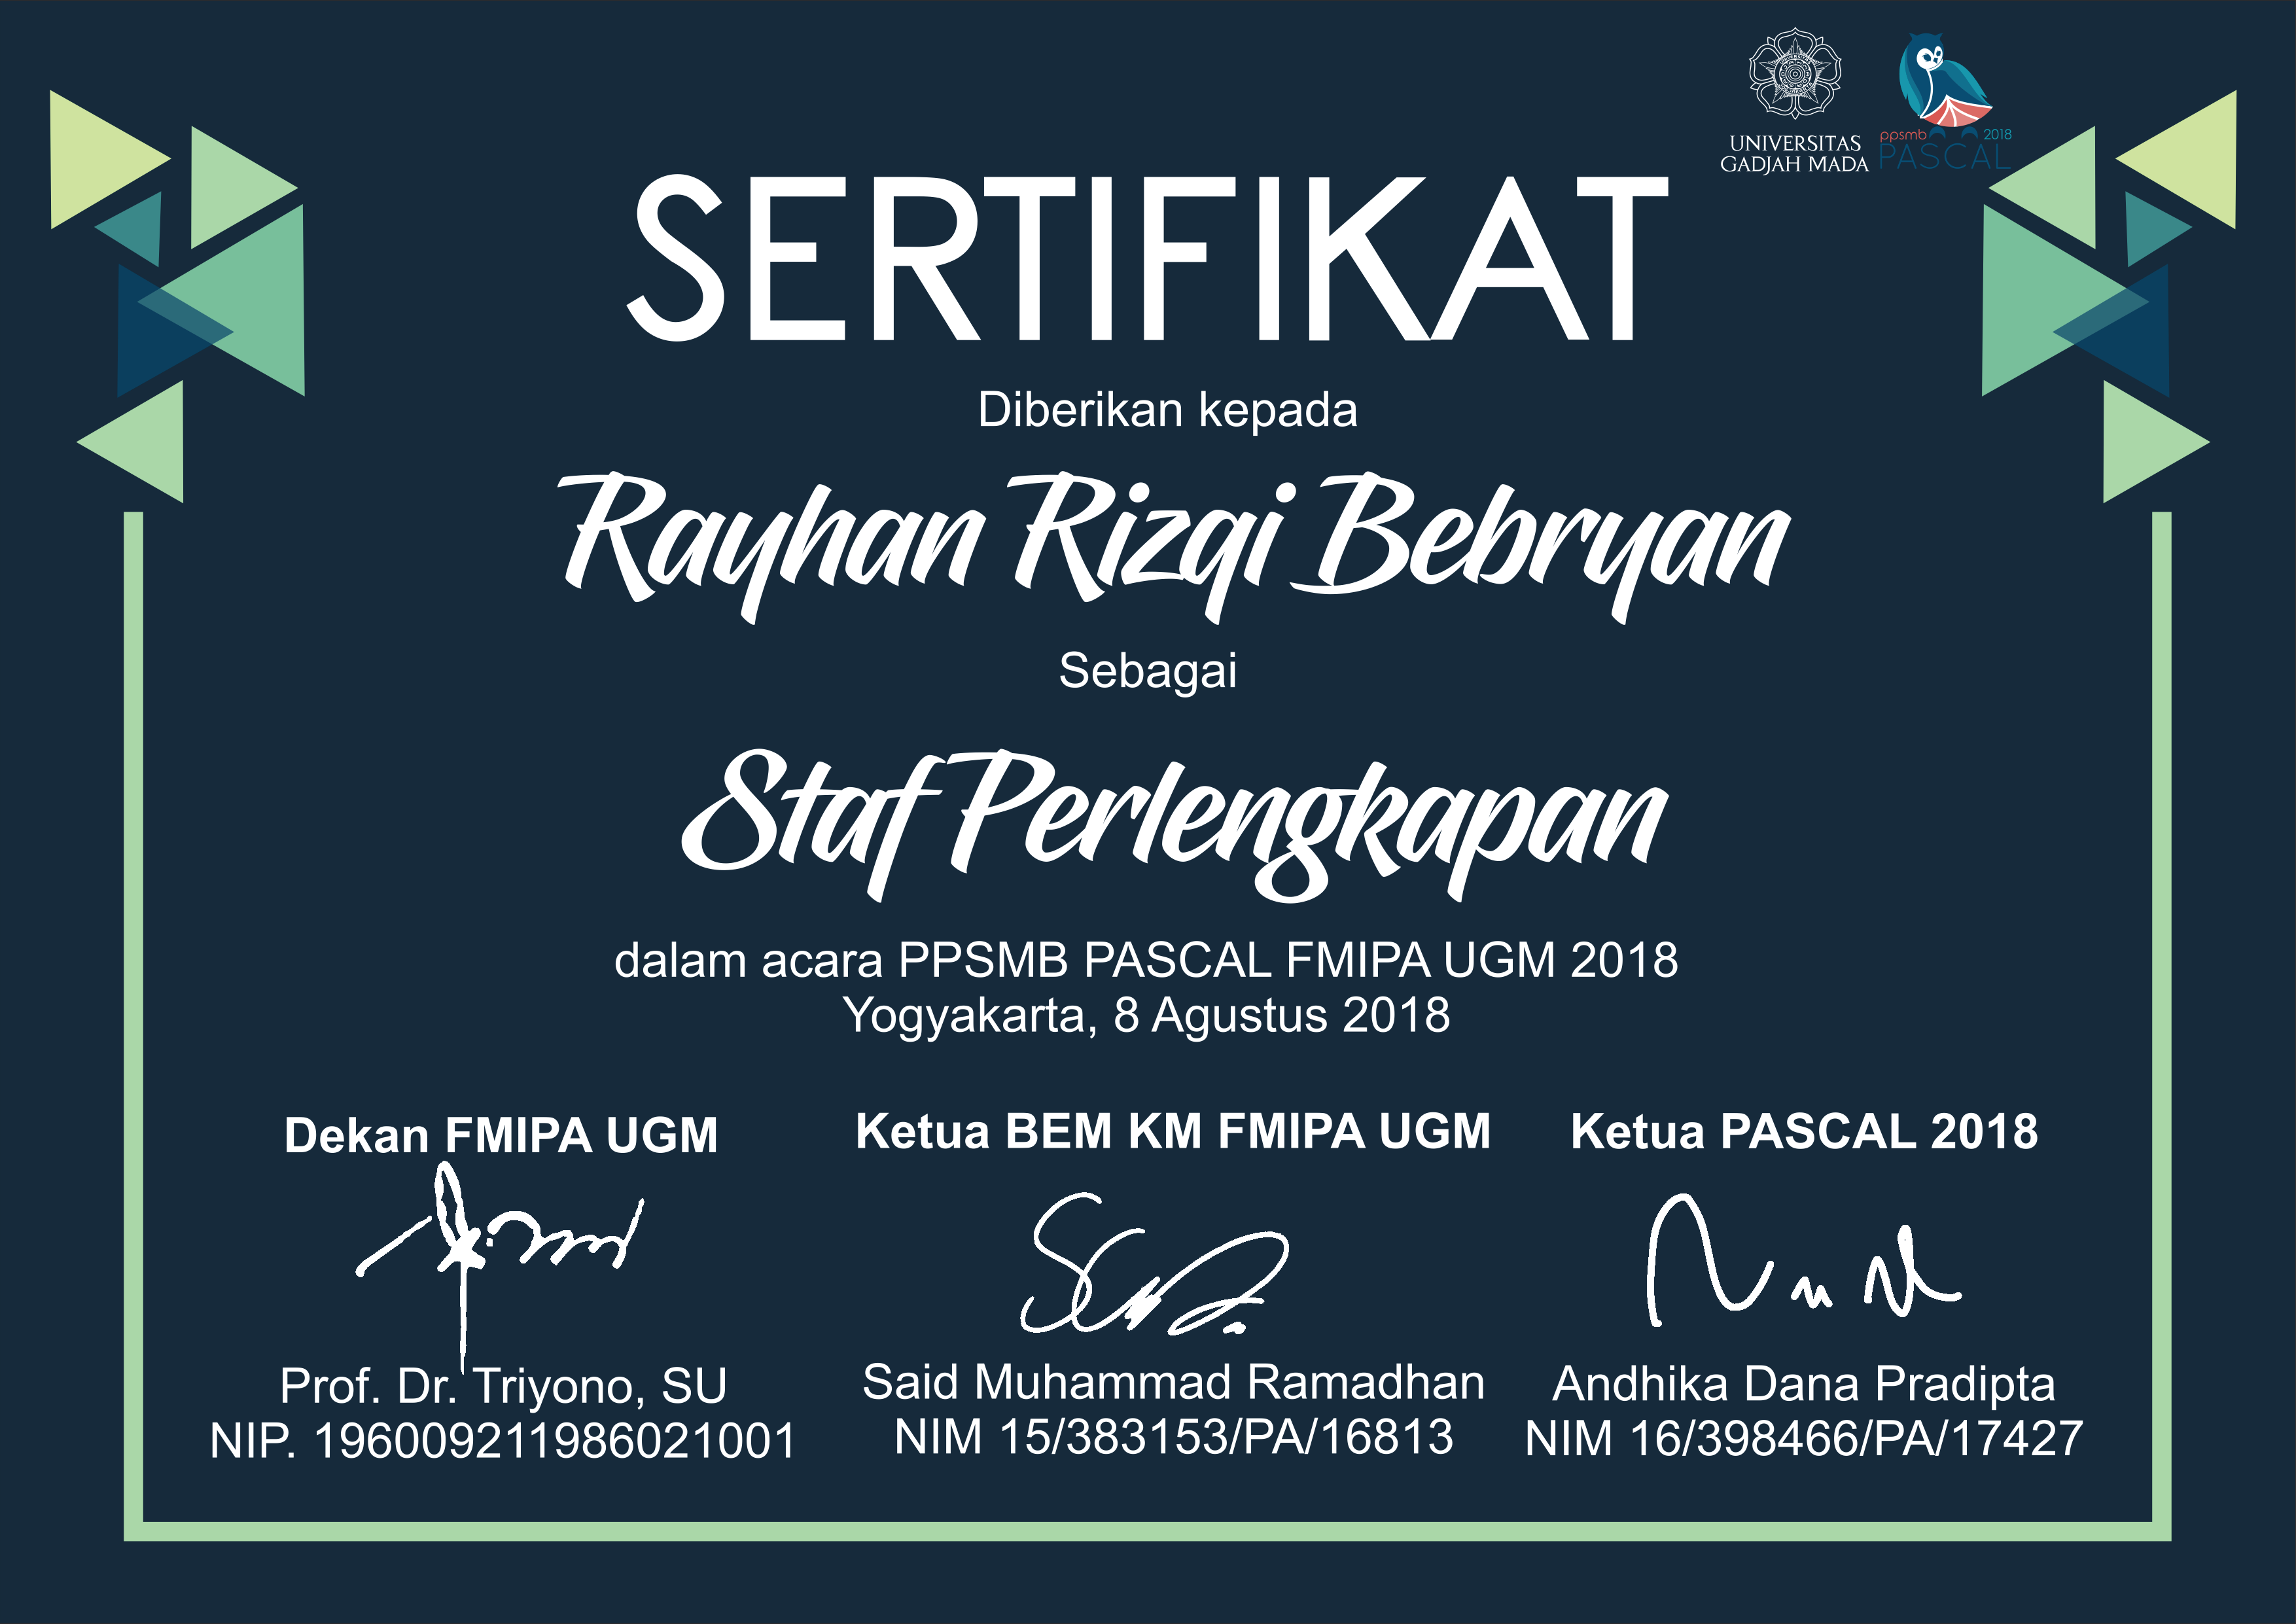 UNIVERSITAS
GADJAH MADA
ppsmb 2018
PASCAL
SERTIFIKAT
Diberikan kepada
Rayhan Rizqi Bebryan
Sebagai
Staf Perlengkapan
dalam acara PPSMB PASCAL FMIPA UGM 2018
Yogyakarta, 8 Agustus 2018
Dekan FMIPA UGM
Prof. Dr. Triyono, SU
NIP. 196009211986021001
Ketua BEM KM FMIPA UGM
Said Muhammad Ramadhan
NIM 15/383153/PA/16813
Ketua PASCAL 2018
Andhika Dana Pradipta
NIM 16/398466/PA/17427